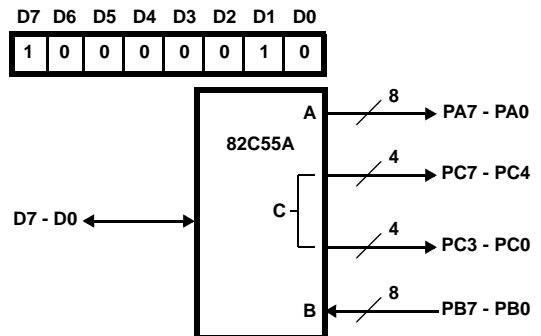 D7 D6 D5 D4 D3 D2 D1 D0
1 0 0 0 0 0 1 0
A 8 PA7 - PA0
82C55A
4 PC7 - PC4
D7 - D0 C
4 PC3 - PC0
B 8 PB7 - PB0